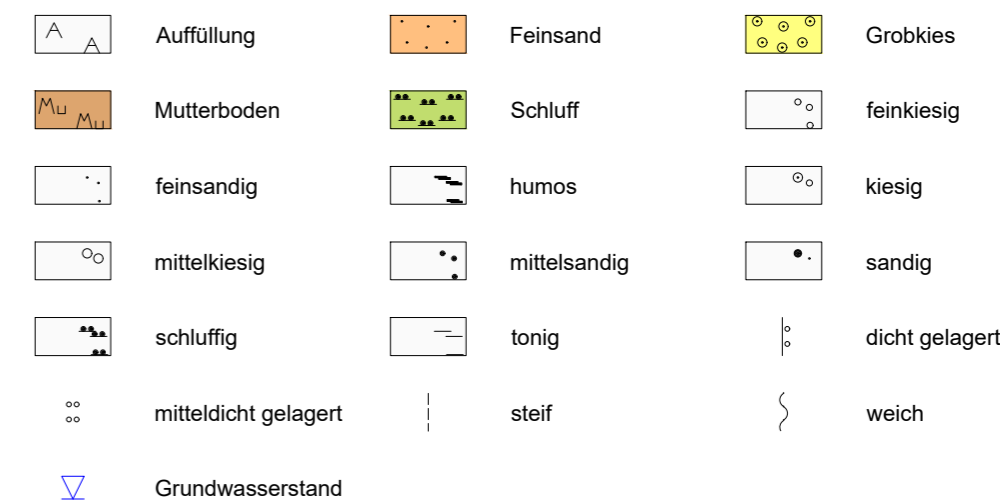 A A Auffüllung Feinsand Grobkies
Mu Mu Mutterboden Schluff feinkiesig
feinsandig humos kiesig
mittelkiesig mittelsandig sandig
schluffig tonig dicht gelagert
mitteldicht gelagert steif weich
Grundwasserstand